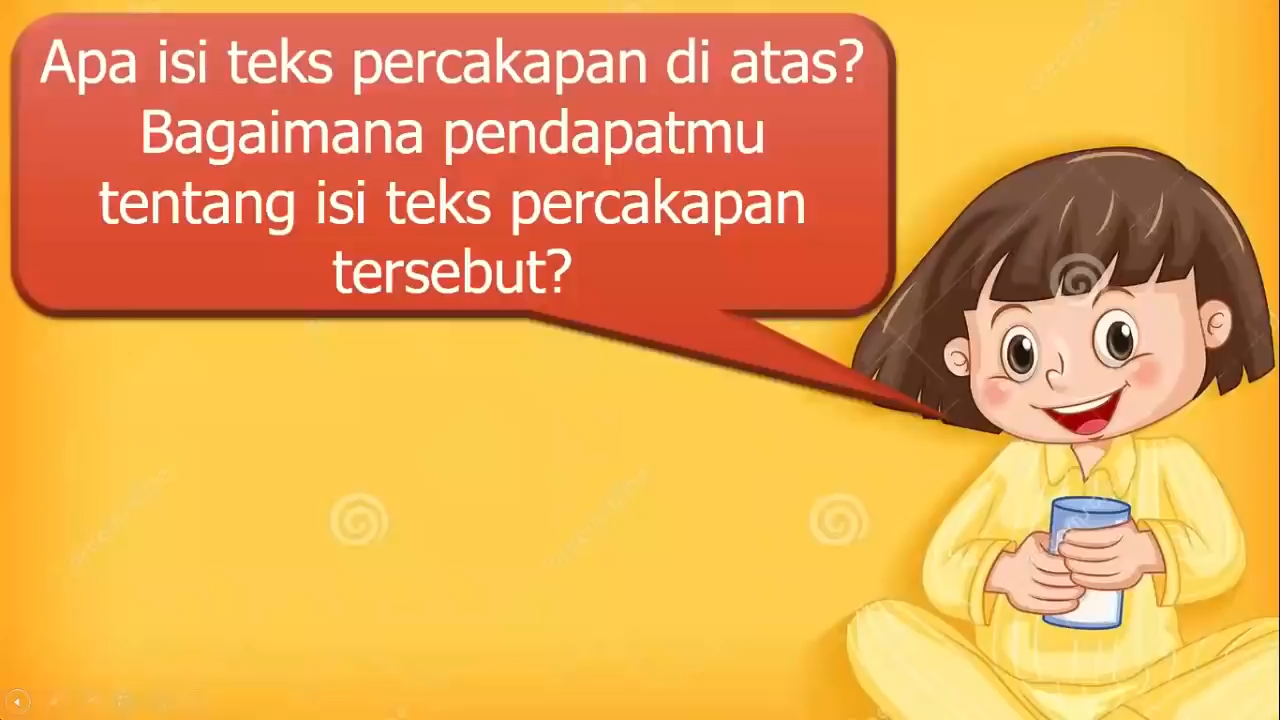 Apa isi teks percakapan di atas?
Bagaimana pendapatmu
tentang isi teks percakapan
tersebut?